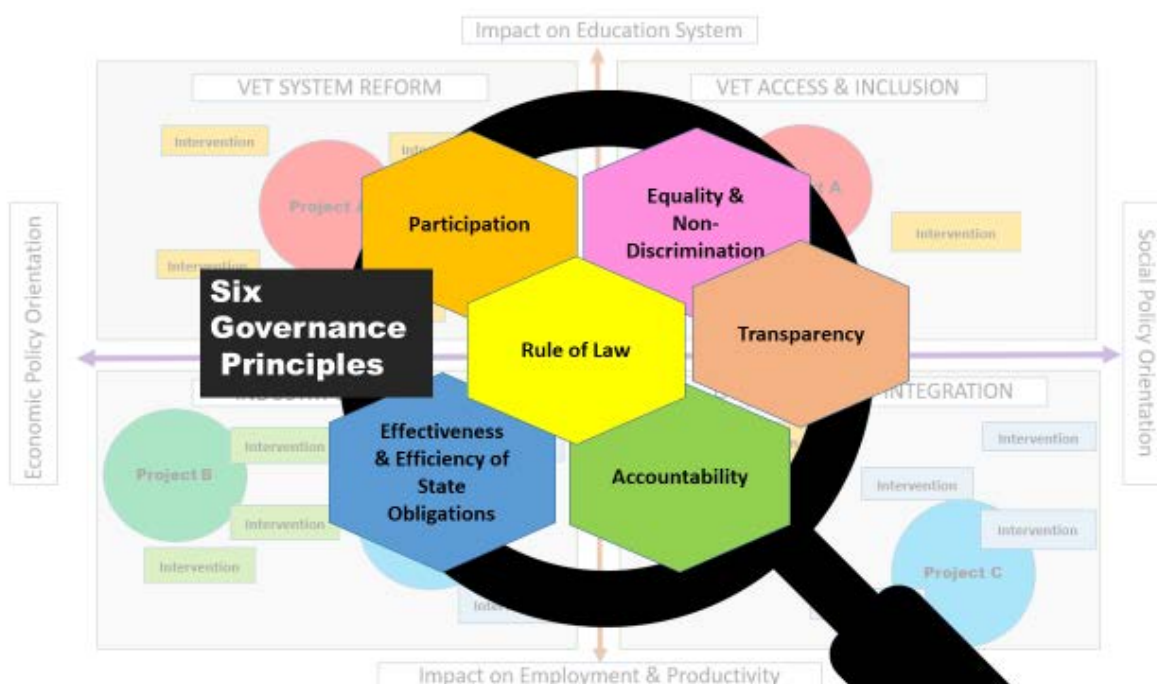 Impact on Education System
VET SYSTEM REFORM
VET ACCESS & INCLUSION
Intervention
Project A
Intervention
Participation
Equality &
Non-
Discrimination
A
Intervention
Six
Governance
Principles
Rule of Law
Transparency
Economic Policy Orientation
Social Policy Orientation
INTEGRATION
Effectiveness
& Efficiency of
State
Obligations
Accountability
Project B
Intervention
Intervention
Intervention
Intervention
Intervention
Intervention
Project C
Impact on Employment & Productivity